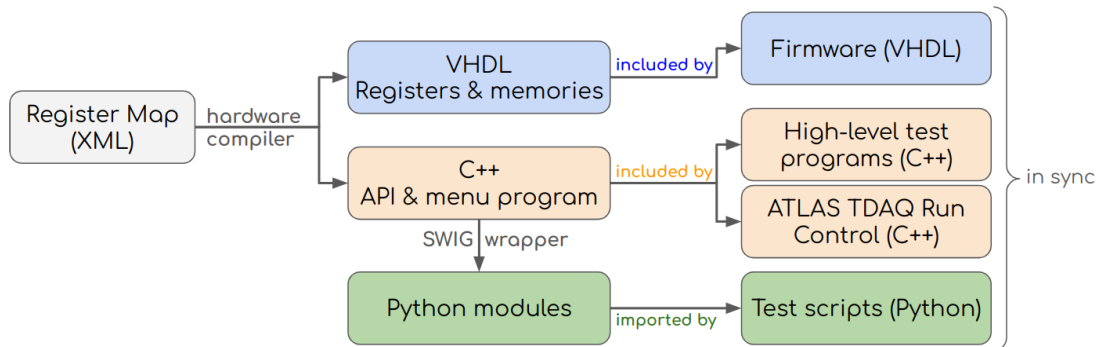 Register Map
(XML)
hardware
compiler
VHDL
Registers & memories
included by
Firmware (VHDL)
C++
API & menu program
included by
High-level test
programs (C++)
ATLAS TDAQ Run
Control (C++)
in sync
SWIG wrapper
Python modules
imported by
Test scripts (Python)